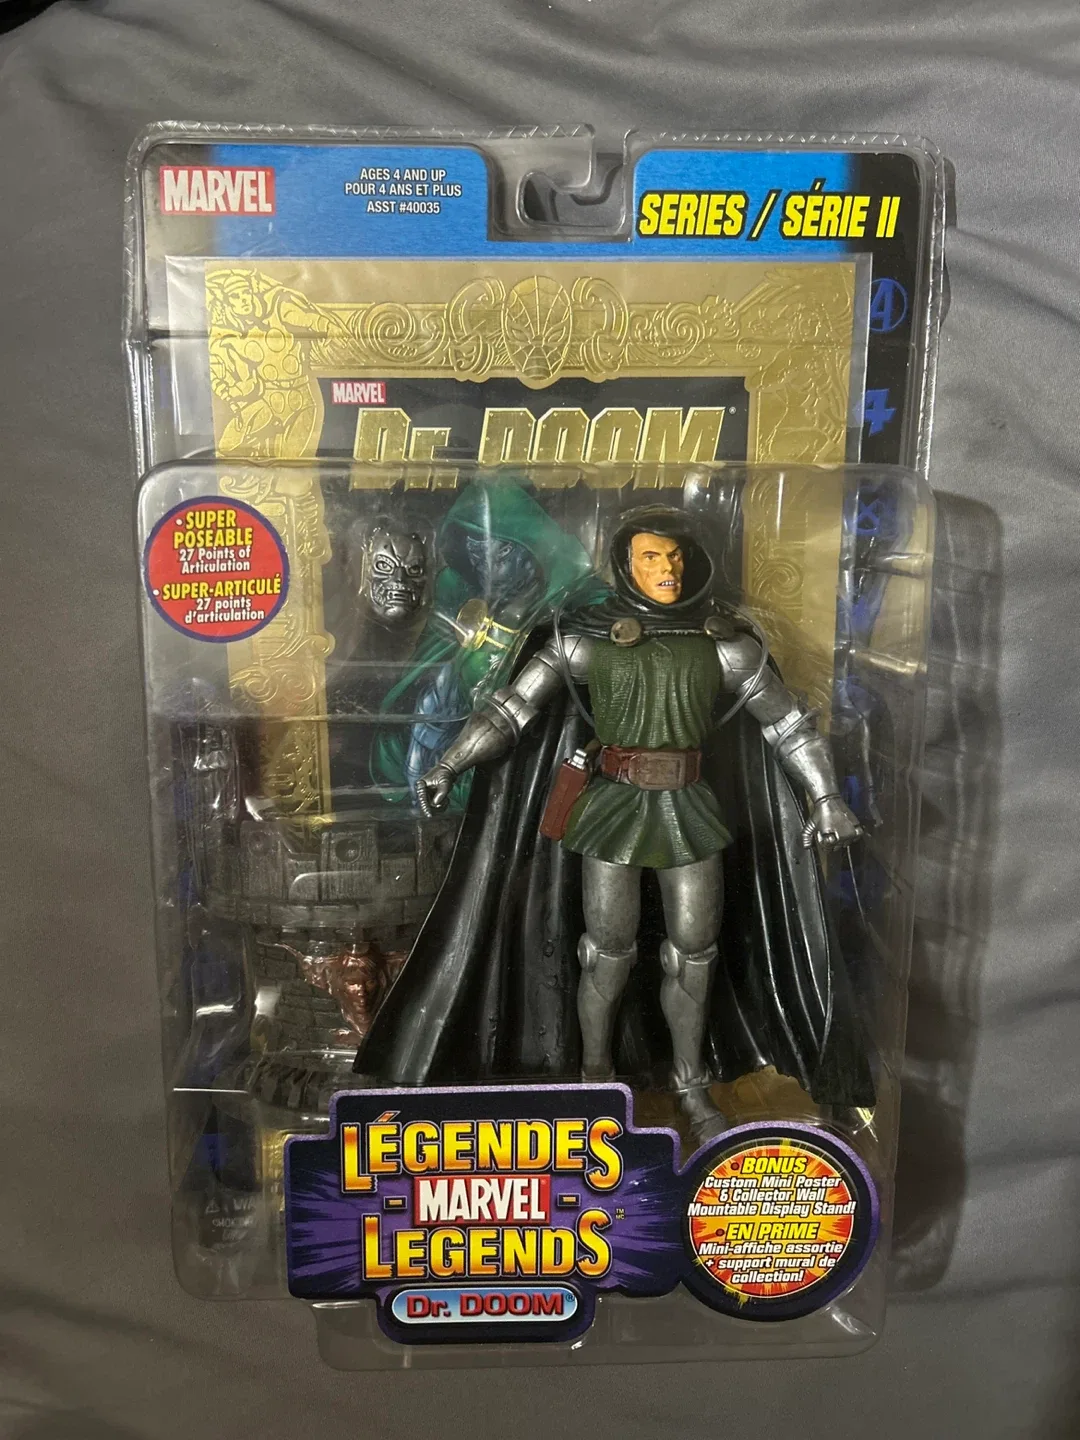 MARVEL
AGES 4 AND UP
POUR 4 ANS ET PLUS
ASST #40035
SERIES / SÉRIE II
MARVEL
DR. DOOM®
• SUPER
POSEABLE
27 Points of
Articulation
• SUPER-ARTICULÉ
27 points
d'articulation
LÉGENDES
- MARVEL -
LEGENDS
TM
MC
Dr. DOOM®
• BONUS
Custom Mini Poster
& Collector Wall
Mountable Display Stand!
• EN PRIME
Mini-affiche assortie
+ support mural de
collection!